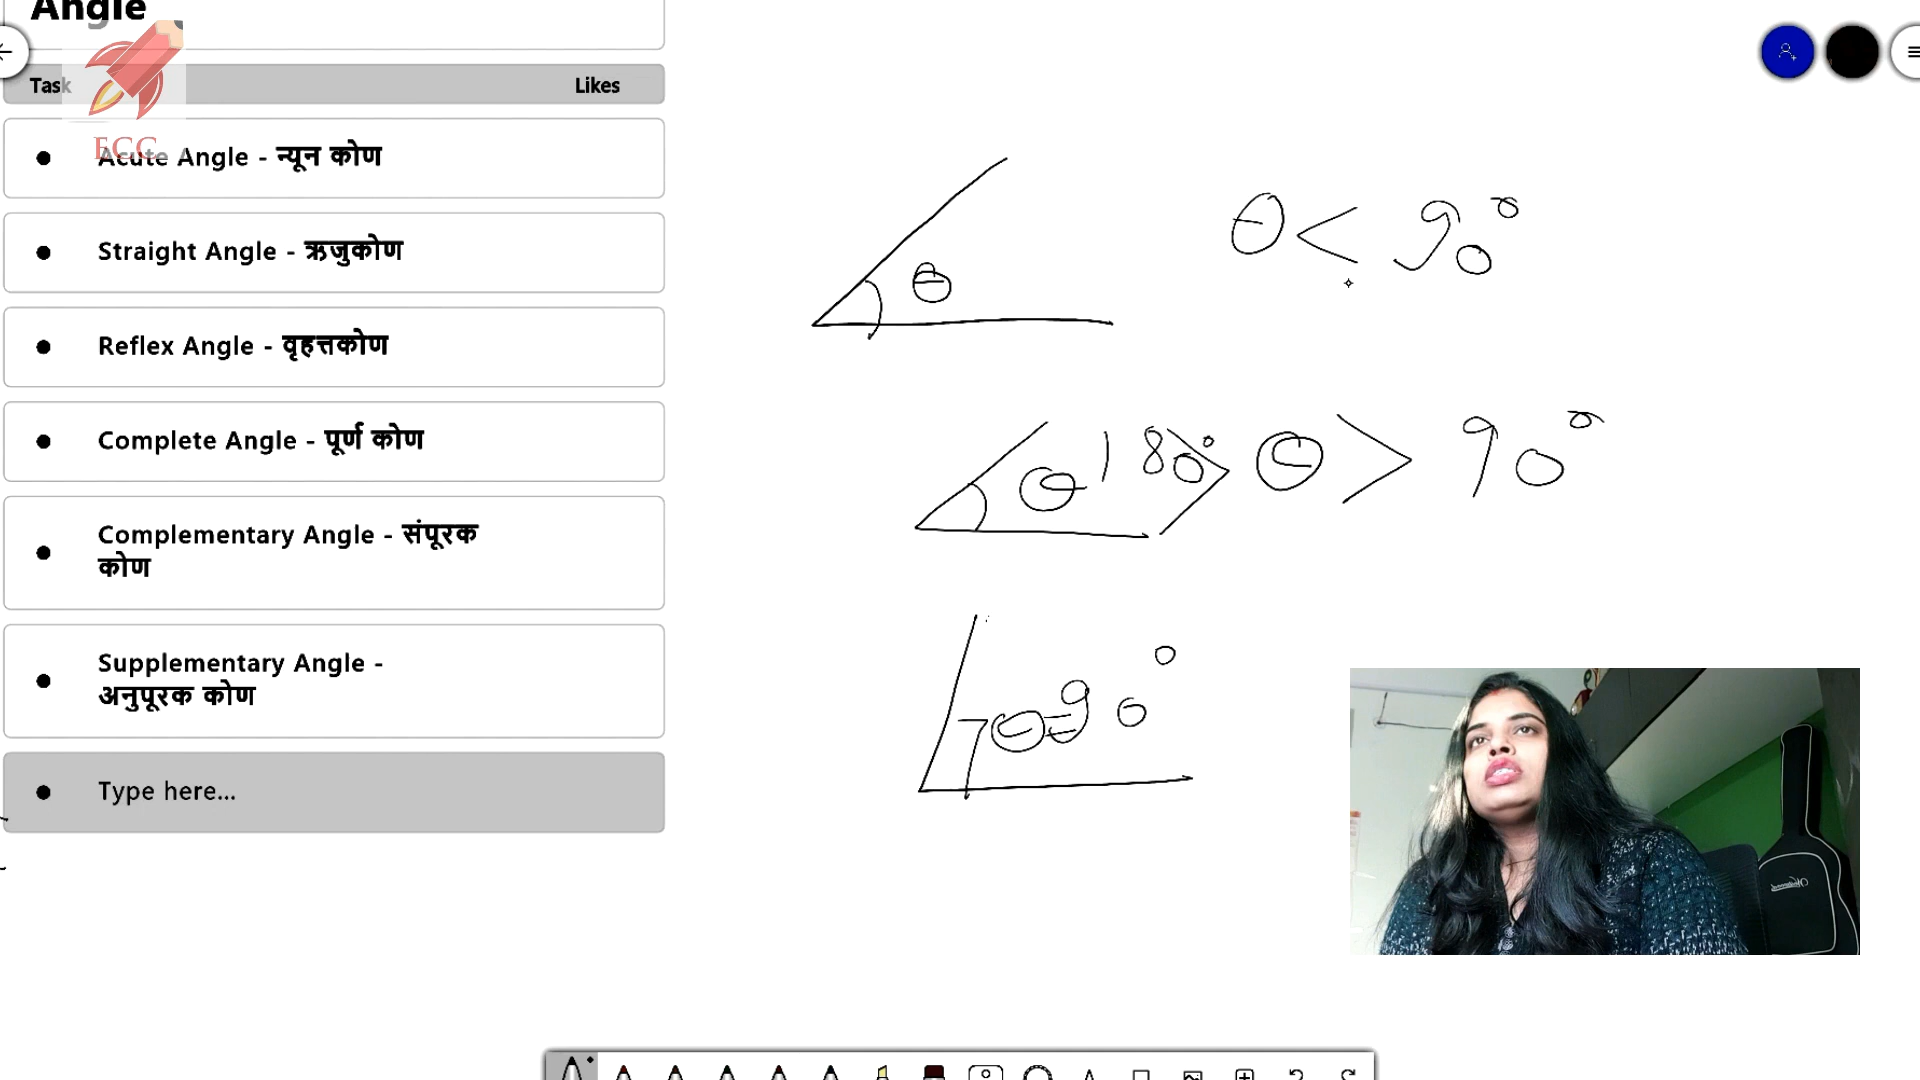 Angle
Task Likes
ECC
Acute Angle - न्यून कोण
Straight Angle - ऋजुकोण
Reflex Angle - वृहत्तकोण
Complete Angle - पूर्ण कोण
Complementary Angle - संपूरक
कोण
Supplementary Angle -
अनुपूरक कोण
Type here...
θ
θ < 90°
θ
180° > θ > 90°
θ = 90°